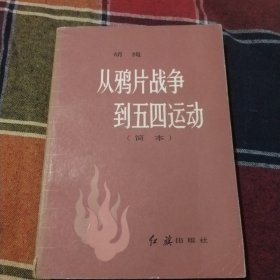 胡绳
从鸦片战争
到五四运动
（简本）
红旗出版社